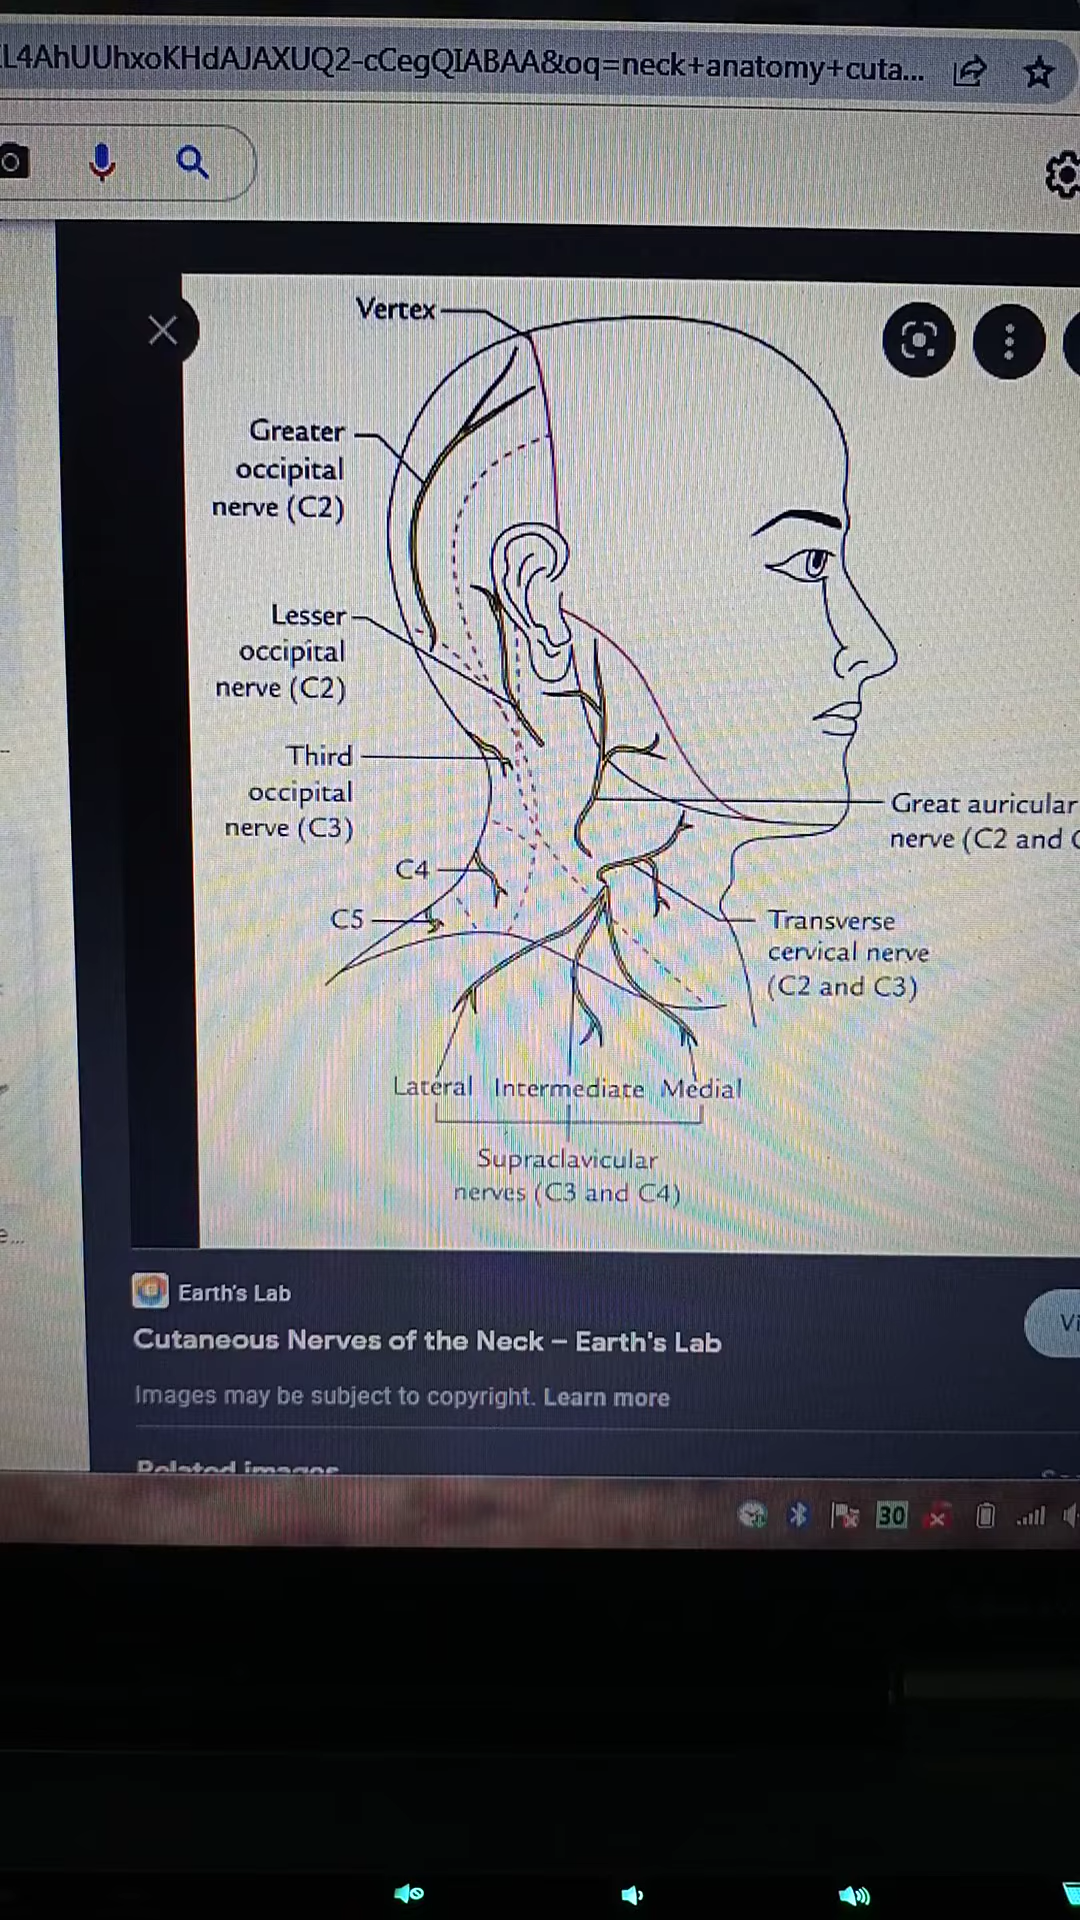 L4AhUUhxoKHdAJAXUQ2-cCegQIABAA&oq=neck+anatomy+cuta...
Vertex
Greater
occipital
nerve (C2)
Lesser
occipital
nerve (C2)
Third
occipital
nerve (C3)
C4
C5
Great auricular
nerve (C2 and
Transverse
cervical nerve
(C2 and C3)
Lateral Intermediate Medial
Supraclavicular
nerves (C3 and C4)
Earth's Lab
Cutaneous Nerves of the Neck – Earth's Lab
Images may be subject to copyright. Learn more
Related images
30